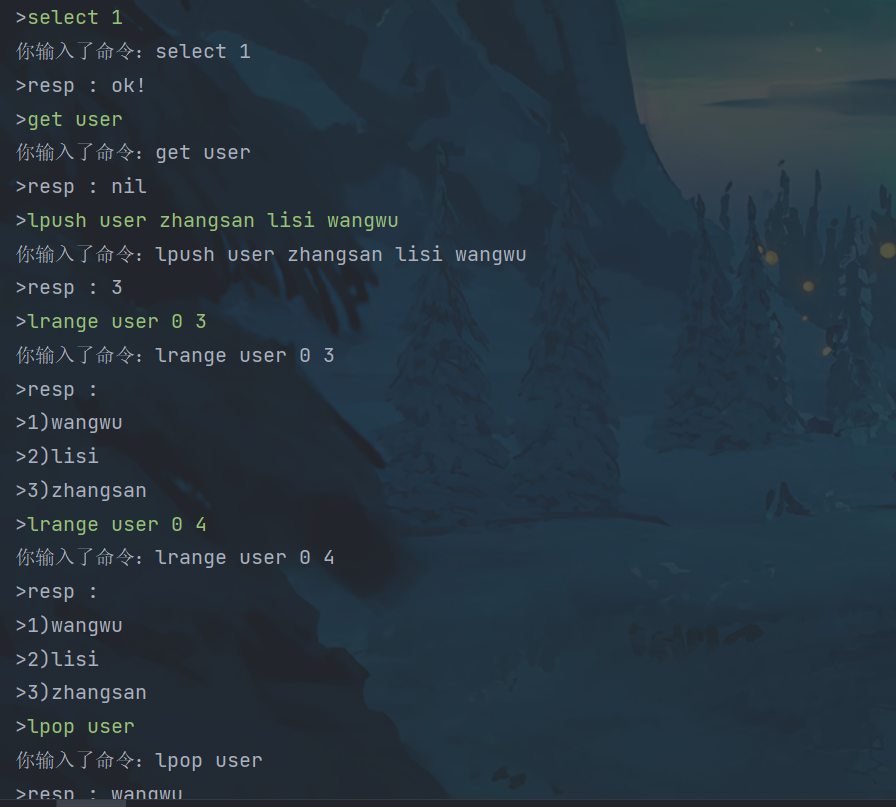 >select 1
你输入了命令：select 1
>resp : ok!
>get user
你输入了命令：get user
>resp : nil
>lpush user zhangsan lisi wangwu
你输入了命令：lpush user zhangsan lisi wangwu
>resp : 3
>lrange user 0 3
你输入了命令：lrange user 0 3
>resp :
>1)wangwu
>2)lisi
>3)zhangsan
>lrange user 0 4
你输入了命令：lrange user 0 4
>resp :
>1)wangwu
>2)lisi
>3)zhangsan
>lpop user
你输入了命令：lpop user
>resp : wangwu